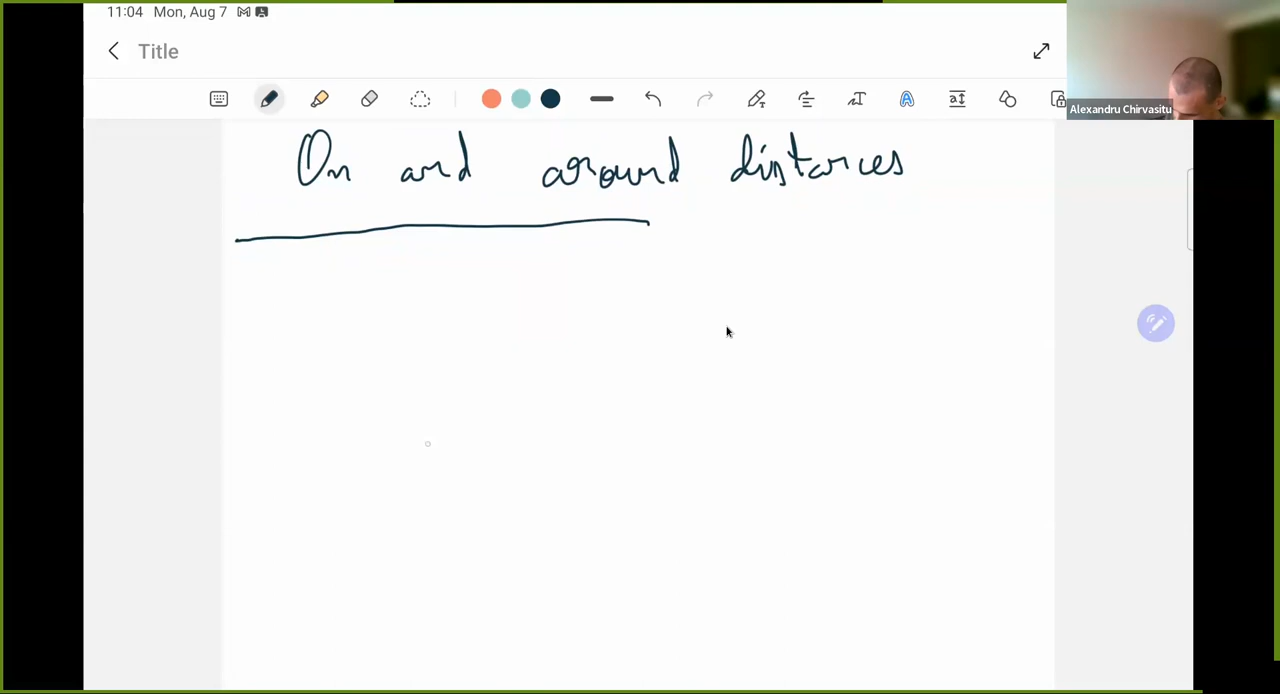 11:04 Mon, Aug 7
Title
Alexandru Chirvasitu
On and around distances